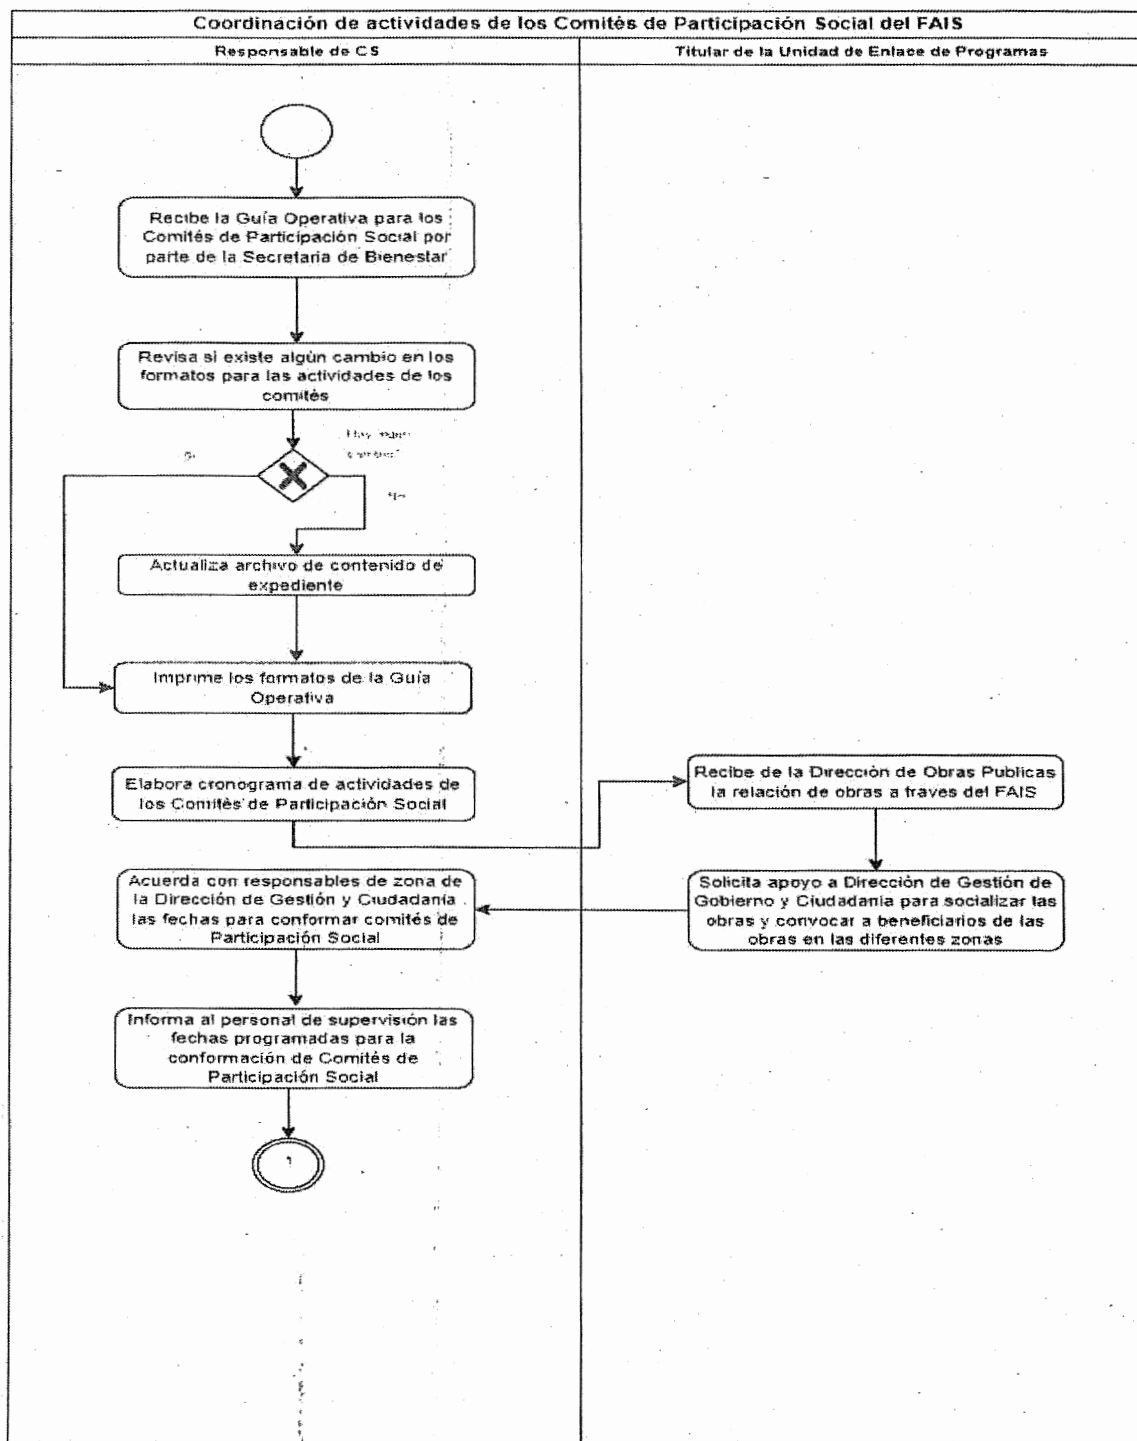 Coordinación de actividades de los Comités de Participación Social del FAIS
Responsable de CS
Titular de la Unidad de Enlace de Programas
Recibe la Guía Operativa para los
Comités de Participación Social por
parte de la Secretaria de Bienestar
Revisa si existe algún cambio en los
formatos para las actividades de los
comités
Actualiza archivo de contenido de
expediente
Imprime los formatos de la Guía
Operativa
Elabora cronograma de actividades de
los Comités de Participación Social
Recibe de la Dirección de Obras Publicas
la relación de obras a traves del FAIS
Solicita apoyo a Dirección de Gestión de
Gobierno y Ciudadanía para socializar las
obras y convocar a beneficiarios de las
obras en las diferentes zonas
Acuerda con responsables de zona de
la Dirección de Gestión y Ciudadanía
las fechas para conformar comités de
Participación Social
Informa al personal de supervisión las
fechas programadas para la
conformación de Comités de
Participación Social
1